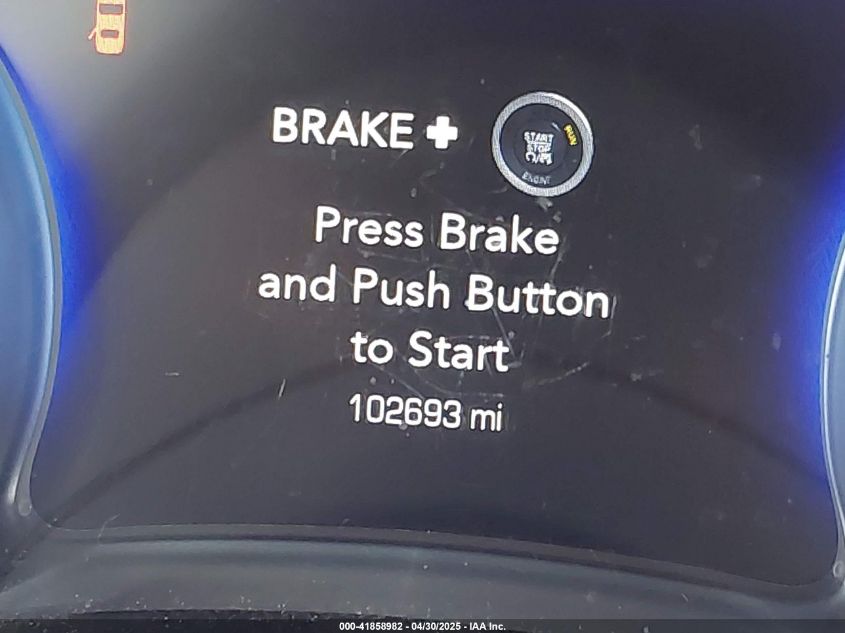 BRAKE +
START
STOP
RUN
ENGINE
Press Brake
and Push Button
to Start
102693 mi
000-41858982 - 04/30/2025 - IAA Inc.